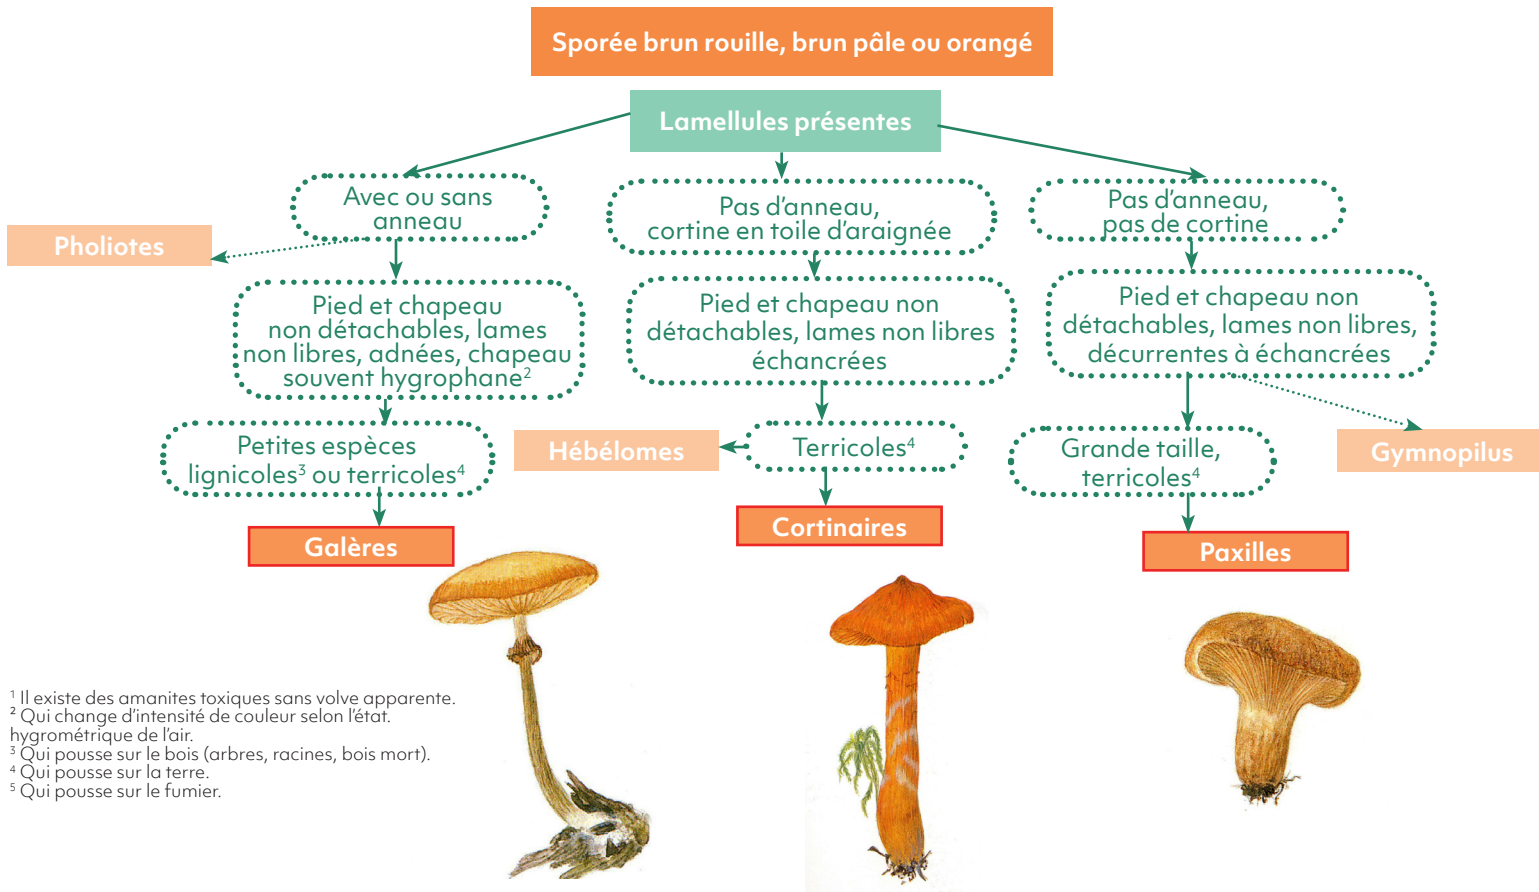 Sporée brun rouille, brun pâle ou orangé
Lamellules présentes
Avec ou sans
anneau
Pas d'anneau,
cortine en toile d'araignée
Pas d'anneau,
pas de cortine
Pholiotes
Pied et chapeau
non détachables, lames
non libres, adnées, chapeau
souvent hygrophane²
Pied et chapeau non
détachables, lames non libres
échancrées
Pied et chapeau non
détachables, lames non libres,
décurrentes à échancrées
Petites espèces
lignicoles³ ou terricoles⁴
Hébélomes
Terricoles⁴
Grande taille,
terricoles⁴
Gymnopilus
Galères
Cortinaires
Paxilles
¹ Il existe des amanites toxiques sans volve apparente.
² Qui change d'intensité de couleur selon l'état.
hygrométrique de l'air.
³ Qui pousse sur le bois (arbres, racines, bois mort).
⁴ Qui pousse sur la terre.
⁵ Qui pousse sur le fumier.